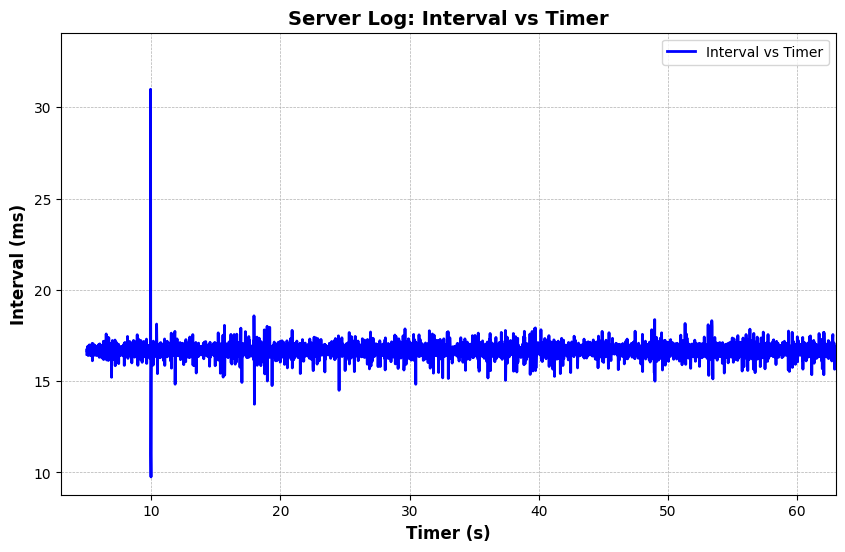 Server Log: Interval vs Timer
Interval vs Timer
Interval (ms)
30
25
20
15
10
10 20 30 40 50 60
Timer (s)